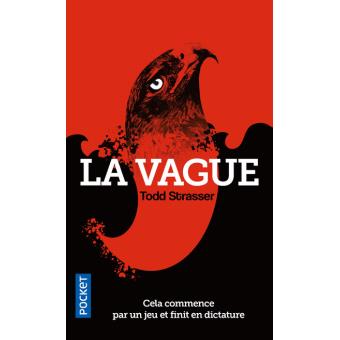 LA VAGUE
Todd Strasser
POCKET
Cela commence
par un jeu et finit en dictature